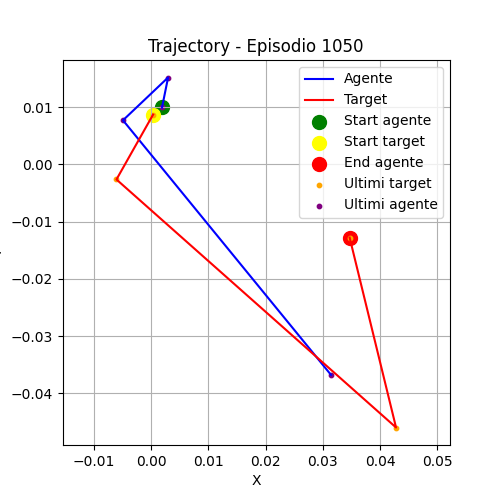 Trajectory - Episodio 1050
Agente
Target
Start agente
Start target
End agente
Ultimi target
Ultimi agente
0.01
0.00
−0.01
−0.02
−0.03
−0.04
−0.01
0.00
0.01
0.02
0.03
0.04
0.05
X